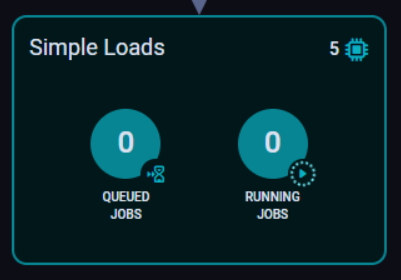 Simple Loads
5
0
0
QUEUED
JOBS
RUNNING
JOBS